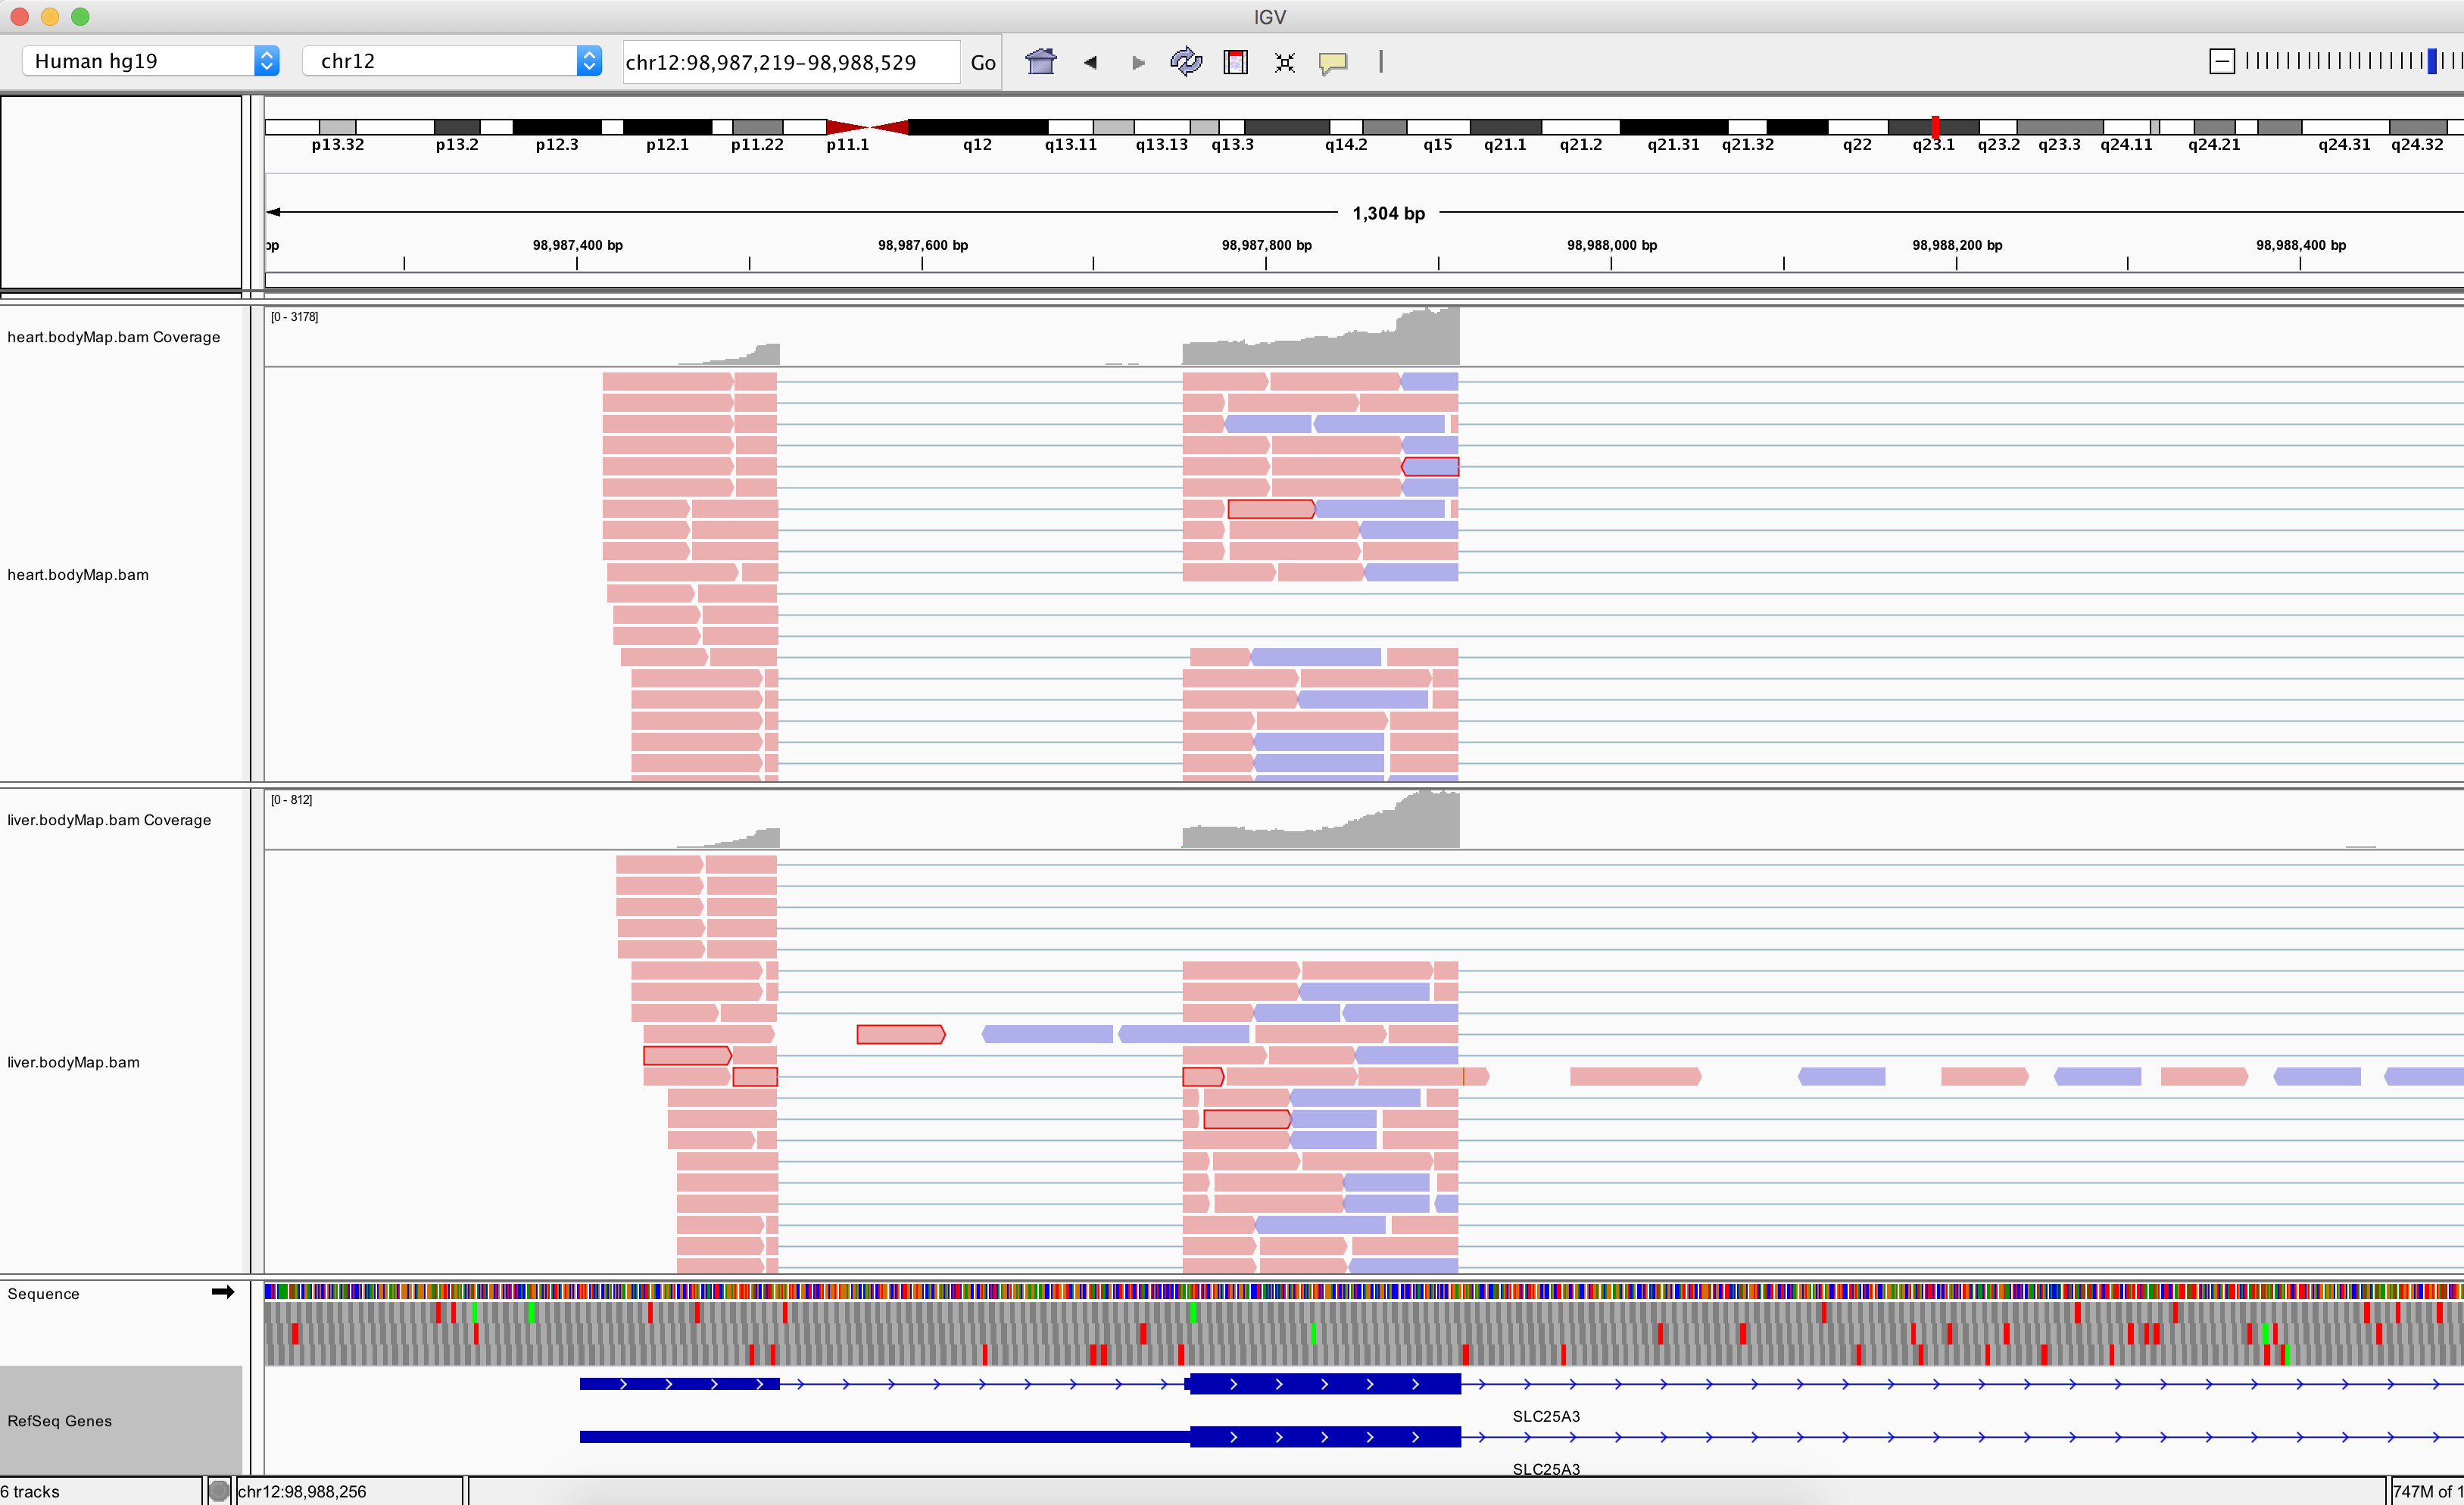 IGV
Human hg19 chr12 chr12:98,987,219-98,988,529 Go
p13.32 p13.2 p12.3 p12.1 p11.22 p11.1 q12 q13.11 q13.13 q13.3 q14.2 q15 q21.1 q21.2 q21.31 q21.32 q22 q23.1 q23.2 q23.3 q24.11 q24.21 q24.31 q24.32
1,304 bp
bp 98,987,400 bp 98,987,600 bp 98,987,800 bp 98,988,000 bp 98,988,200 bp 98,988,400 bp
[0 - 3178]
heart.bodyMap.bam Coverage
heart.bodyMap.bam
[0 - 812]
liver.bodyMap.bam Coverage
liver.bodyMap.bam
Sequence
SLC25A3
RefSeq Genes
SLC25A3
6 tracks chr12:98,988,256 747M of 1